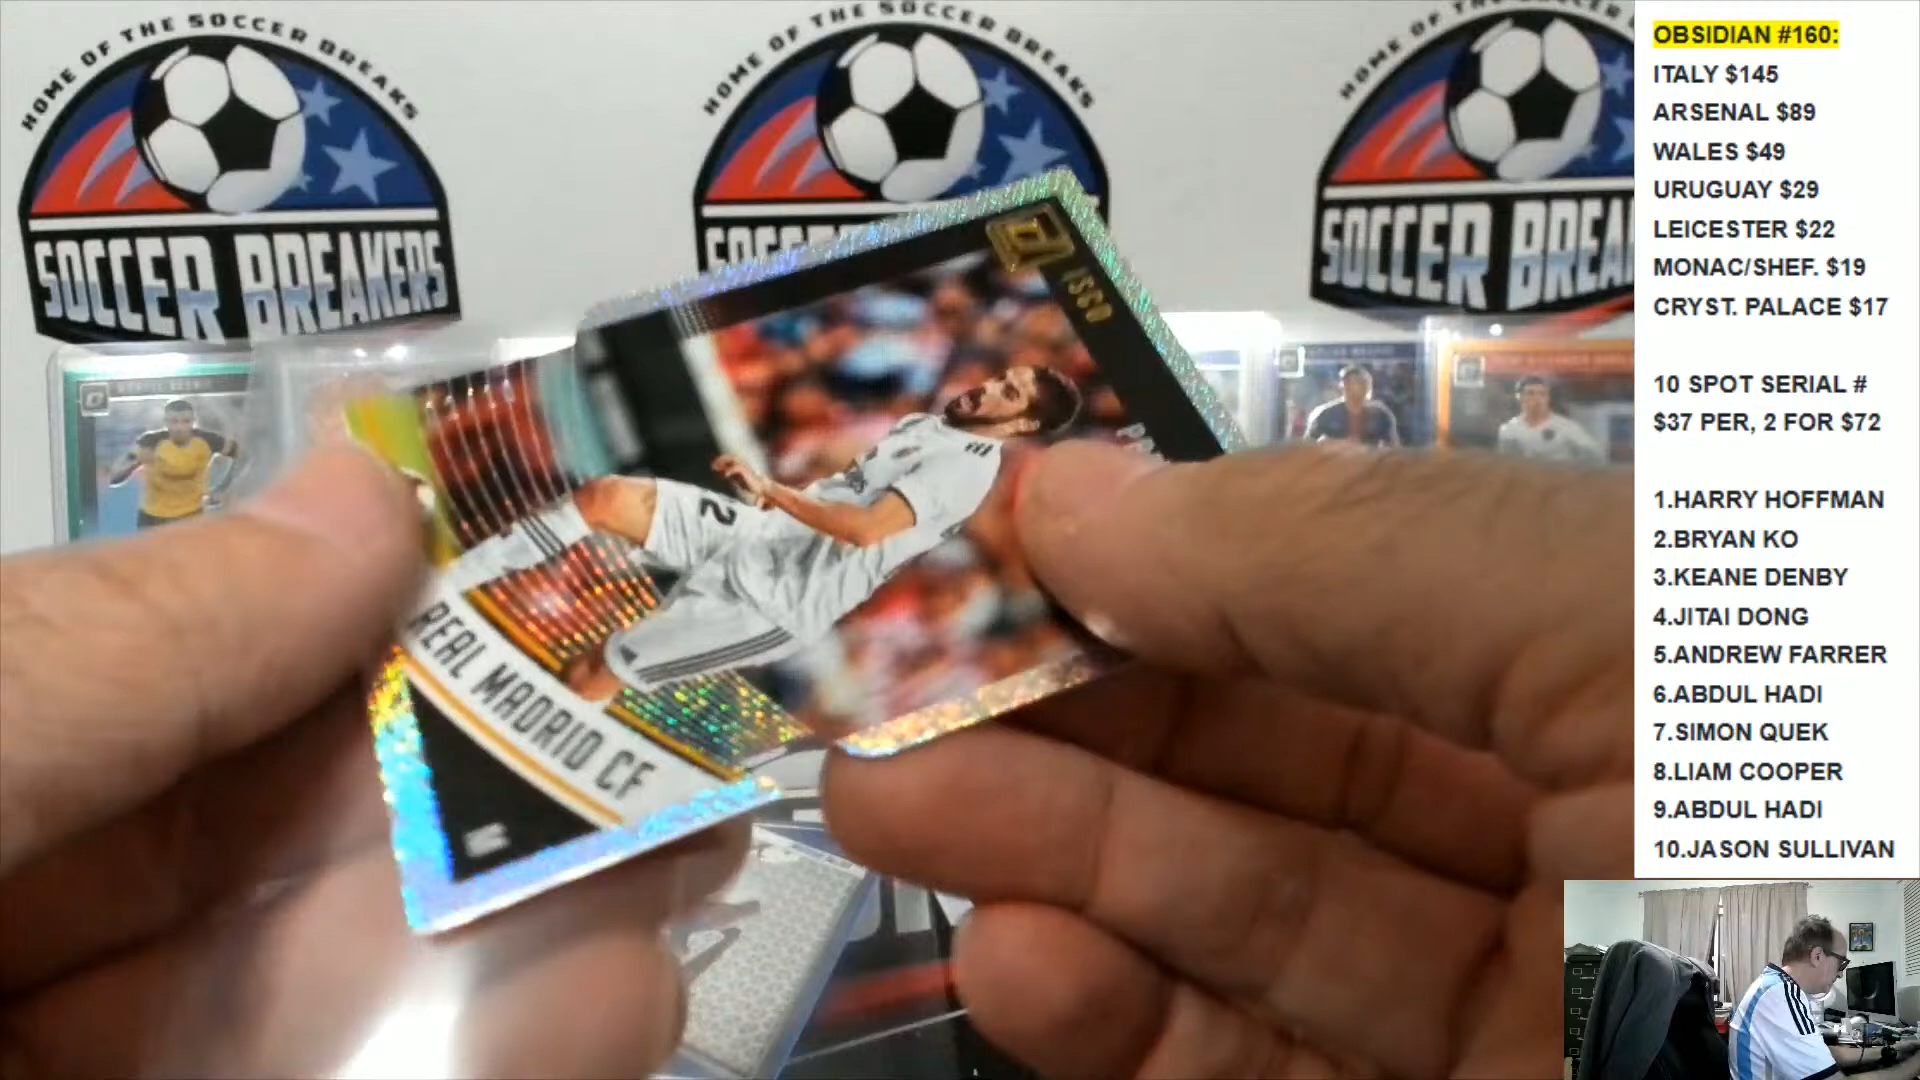 HOME OF THE SOCCER BREAKS
SOCCER BREAKERS
HOME OF THE SOCCER BREAKS
HOME OF THE SOCCER
ISCO
2
REAL MADRID CF
M
OBSIDIAN #160:
ITALY $145
ARSENAL $89
WALES $49
URUGUAY $29
LEICESTER $22
MONAC/SHEF. $19
CRYST. PALACE $17
10 SPOT SERIAL #
$37 PER, 2 FOR $72
1.HARRY HOFFMAN
2.BRYAN KO
3.KEANE DENBY
4.JITAI DONG
5.ANDREW FARRER
6.ABDUL HADI
7.SIMON QUEK
8.LIAM COOPER
9.ABDUL HADI
10.JASON SULLIVAN